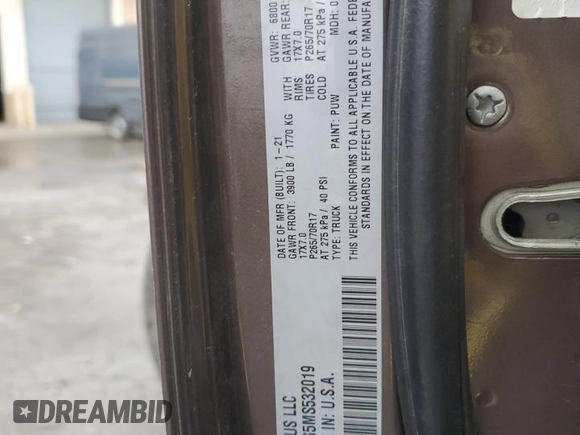 DATE OF MFR (BUILT): 1-21
GVWR: 6800
GAWR FRONT: 3900 LB / 1770 KG WITH
GAWR REAR:
17X7.0 RIMS 17X7.0
P265/70R17 TIRES P265/70R17
AT 275 kPa / 40 PSI COLD AT 275 kPa /
TYPE: TRUCK
PAINT: PUW
MDH:
THIS VEHICLE CONFORMS TO ALL APPLICABLE U.S.A. FEDE
STANDARDS IN EFFECT ON THE DATE OF MANUFA
US LLC
G5MS532019
IN: U.S.A.
DREAMBID